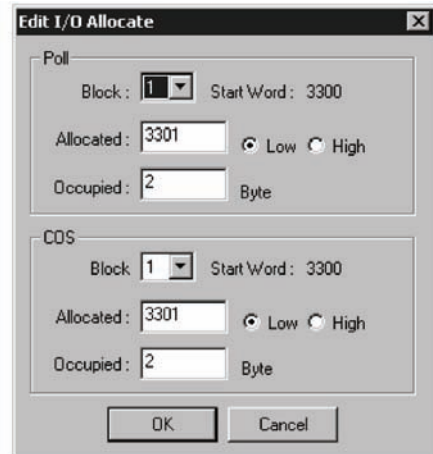 Edit I/O Allocate
Poll
Block : 1 Start Word : 3300
Allocated : 3301 Low High
Occupied : 2 Byte
COS
Block 1 Start Word : 3300
Allocated : 3301 Low High
Occupied : 2 Byte
OK Cancel